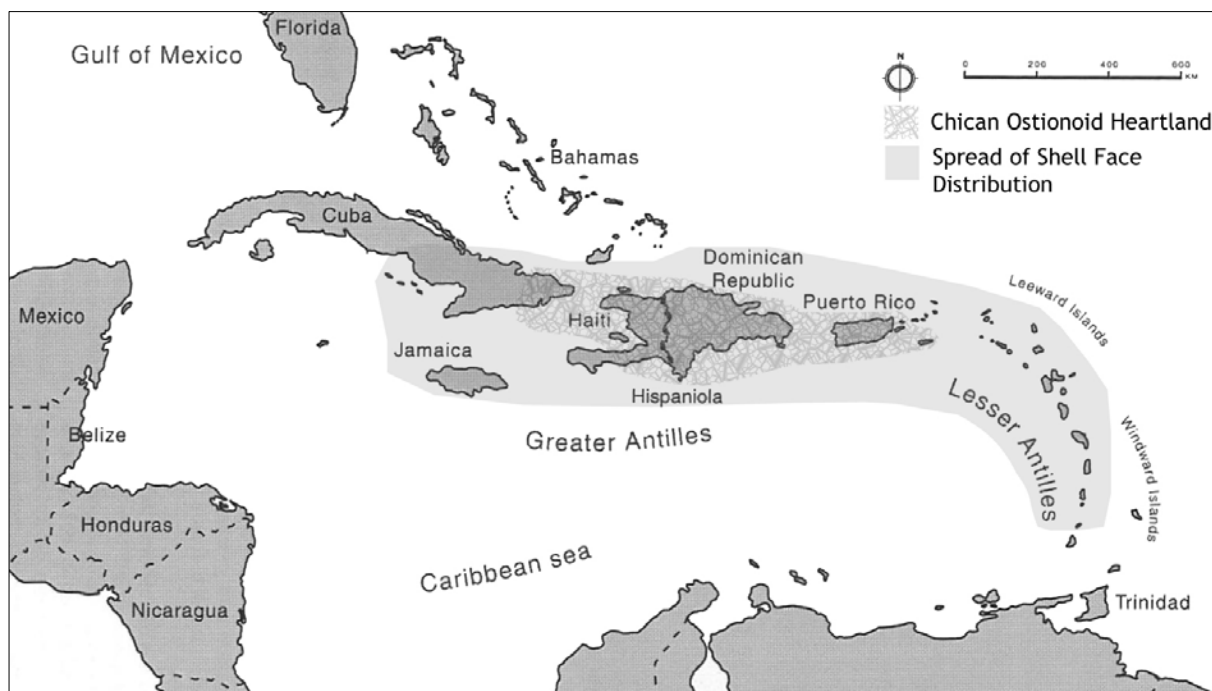 Florida
Gulf of Mexico
N
0 200 400 600
KM
Chican Ostionoid Heartland
Spread of Shell Face
Distribution
Bahamas
Cuba
Dominican
Republic
Puerto Rico
Leeward Islands
Mexico
Haiti
Jamaica
Hispaniola
Lesser Antilles
Belize
Greater Antilles
Windward Islands
Honduras
Caribbean sea
Nicaragua
Trinidad